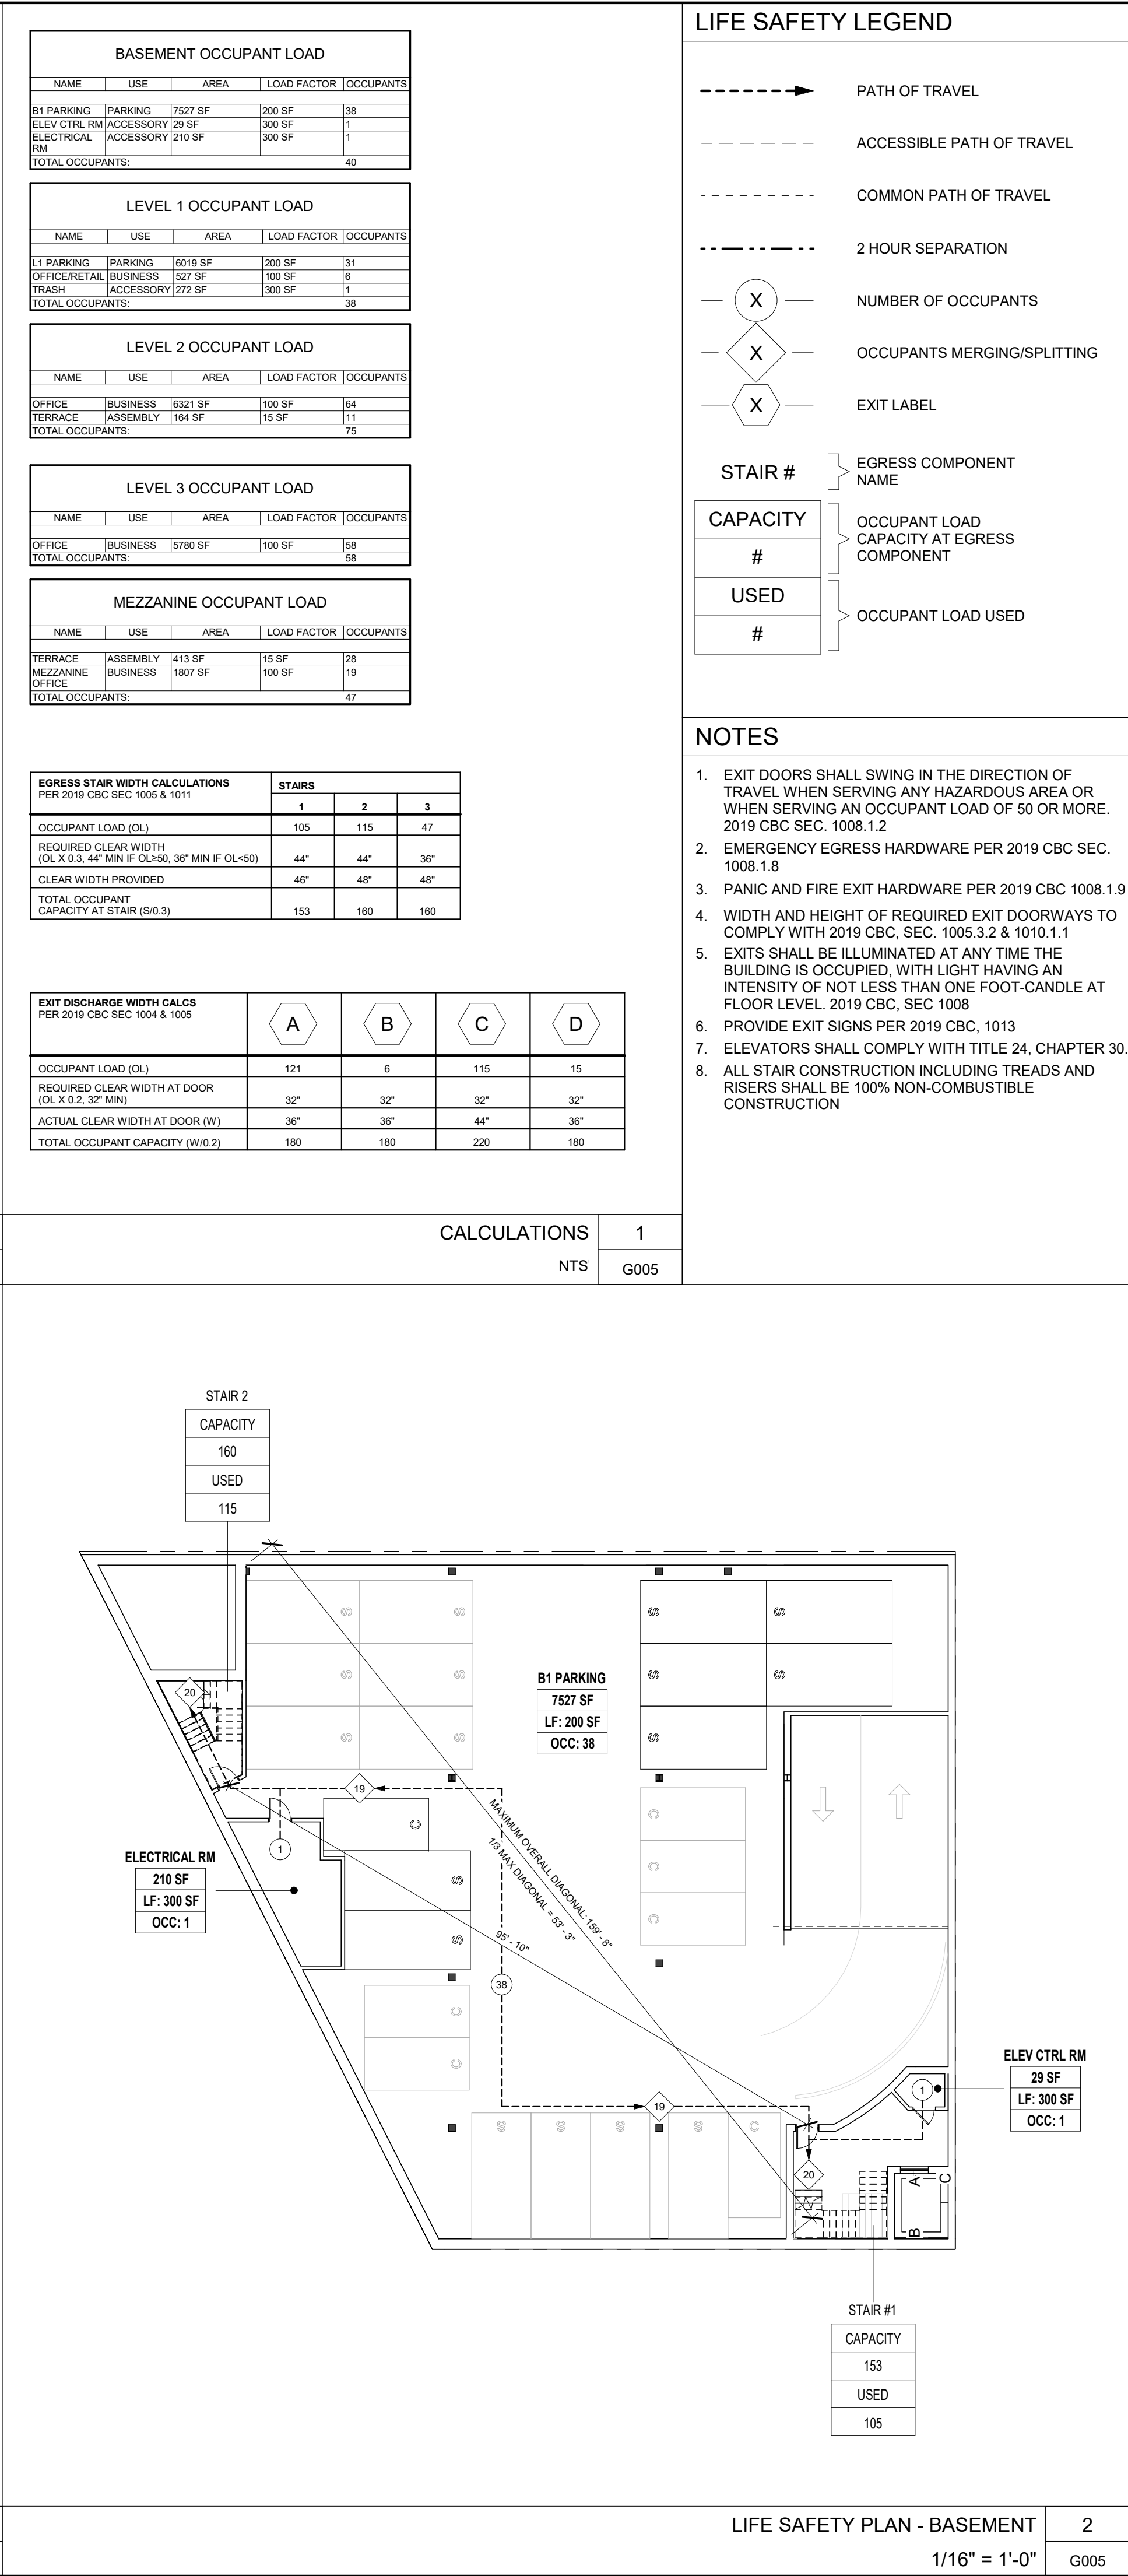 BASEMENT OCCUPANT LOAD
NAME USE AREA LOAD FACTOR OCCUPANTS
B1 PARKING PARKING 7527 SF 200 SF 38
ELEV CTRL RM ACCESSORY 29 SF 300 SF 1
ELECTRICAL RM ACCESSORY 210 SF 300 SF 1
TOTAL OCCUPANTS: 40
LEVEL 1 OCCUPANT LOAD
NAME USE AREA LOAD FACTOR OCCUPANTS
L1 PARKING PARKING 6019 SF 200 SF 31
OFFICE/RETAIL BUSINESS 527 SF 100 SF 6
TRASH ACCESSORY 272 SF 300 SF 1
TOTAL OCCUPANTS: 38
LEVEL 2 OCCUPANT LOAD
NAME USE AREA LOAD FACTOR OCCUPANTS
OFFICE BUSINESS 6321 SF 100 SF 64
TERRACE ASSEMBLY 164 SF 15 SF 11
TOTAL OCCUPANTS: 75
LEVEL 3 OCCUPANT LOAD
NAME USE AREA LOAD FACTOR OCCUPANTS
OFFICE BUSINESS 5780 SF 100 SF 58
TOTAL OCCUPANTS: 58
MEZZANINE OCCUPANT LOAD
NAME USE AREA LOAD FACTOR OCCUPANTS
TERRACE ASSEMBLY 413 SF 15 SF 28
MEZZANINE OFFICE BUSINESS 1807 SF 100 SF 19
TOTAL OCCUPANTS: 47
EGRESS STAIR WIDTH CALCULATIONS
PER 2019 CBC SEC 1005 & 1011
STAIRS
1 2 3
OCCUPANT LOAD (OL) 105 115 47
REQUIRED CLEAR WIDTH
(OL X 0.3, 44" MIN IF OL≥50, 36" MIN IF OL<50) 44" 44" 36"
CLEAR WIDTH PROVIDED 46" 48" 48"
TOTAL OCCUPANT
CAPACITY AT STAIR (S/0.3) 153 160 160
EXIT DISCHARGE WIDTH CALCS
PER 2019 CBC SEC 1004 & 1005
A B C D
OCCUPANT LOAD (OL) 121 6 115 15
REQUIRED CLEAR WIDTH AT DOOR
(OL X 0.2, 32" MIN) 32" 32" 32" 32"
ACTUAL CLEAR WIDTH AT DOOR (W) 36" 36" 44" 36"
TOTAL OCCUPANT CAPACITY (W/0.2) 180 180 220 180
CALCULATIONS 1
NTS G005
LIFE SAFETY LEGEND
PATH OF TRAVEL
ACCESSIBLE PATH OF TRAVEL
COMMON PATH OF TRAVEL
2 HOUR SEPARATION
X NUMBER OF OCCUPANTS
X OCCUPANTS MERGING/SPLITTING
X EXIT LABEL
STAIR # EGRESS COMPONENT
NAME
CAPACITY
#
OCCUPANT LOAD
CAPACITY AT EGRESS
COMPONENT
USED
#
OCCUPANT LOAD USED
NOTES
1. EXIT DOORS SHALL SWING IN THE DIRECTION OF
TRAVEL WHEN SERVING ANY HAZARDOUS AREA OR
WHEN SERVING AN OCCUPANT LOAD OF 50 OR MORE.
2019 CBC SEC. 1008.1.2
2. EMERGENCY EGRESS HARDWARE PER 2019 CBC SEC.
1008.1.8
3. PANIC AND FIRE EXIT HARDWARE PER 2019 CBC 1008.1.9
4. WIDTH AND HEIGHT OF REQUIRED EXIT DOORWAYS TO
COMPLY WITH 2019 CBC, SEC. 1005.3.2 & 1010.1.1
5. EXITS SHALL BE ILLUMINATED AT ANY TIME THE
BUILDING IS OCCUPIED, WITH LIGHT HAVING AN
INTENSITY OF NOT LESS THAN ONE FOOT-CANDLE AT
FLOOR LEVEL. 2019 CBC, SEC 1008
6. PROVIDE EXIT SIGNS PER 2019 CBC, 1013
7. ELEVATORS SHALL COMPLY WITH TITLE 24, CHAPTER 30.
8. ALL STAIR CONSTRUCTION INCLUDING TREADS AND
RISERS SHALL BE 100% NON-COMBUSTIBLE
CONSTRUCTION
STAIR 2
CAPACITY
160
USED
115
S S S S
S S S S
20
B1 PARKING
7527 SF
LF: 200 SF
OCC: 38
S S S
19
C C
1
MAXIMUM OVERALL DIAGONAL: 159' - 8"
1/3 MAX DIAGONAL = 53' - 3"
ELECTRICAL RM
210 SF
LF: 300 SF
OCC: 1
S C
S C
95' - 10"
38
C
C
ELEV CTRL RM
29 SF
LF: 300 SF
OCC: 1
1
19
S S S S C
20
A C
B
STAIR #1
CAPACITY
153
USED
105
LIFE SAFETY PLAN - BASEMENT 2
1/16" = 1'-0" G005